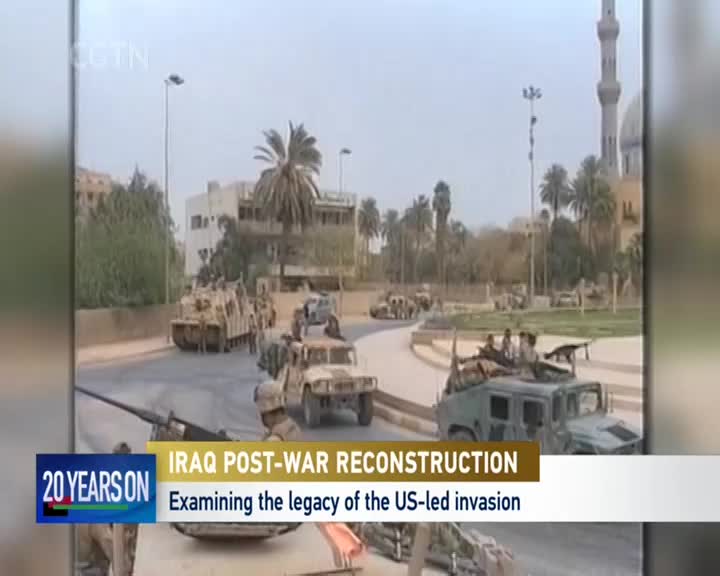 CGTN
IRAQ POST-WAR RECONSTRUCTION
20 YEARS ON
Examining the legacy of the US-led invasion